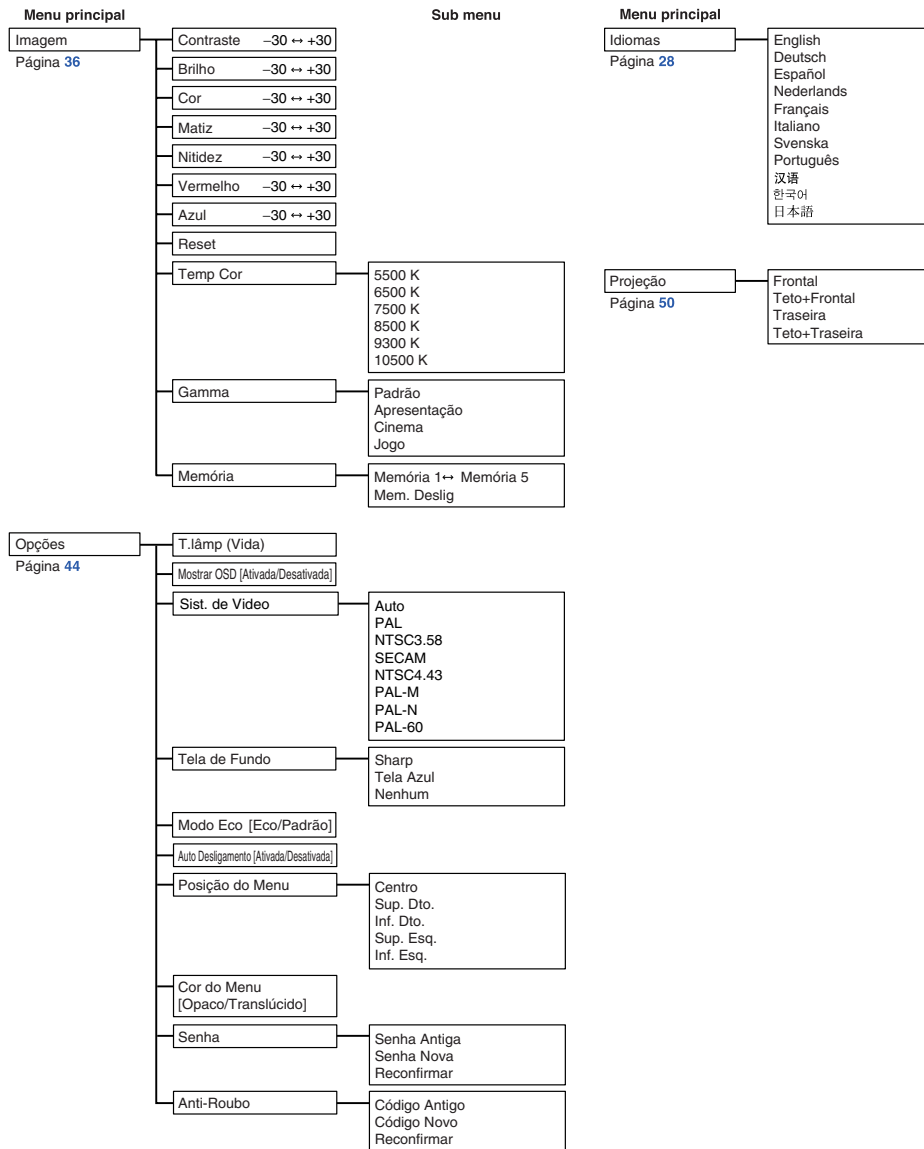 Menu principal
Sub menu
Imagem
Página 36
Contraste −30 ↔ +30
Brilho −30 ↔ +30
Cor −30 ↔ +30
Matiz −30 ↔ +30
Nitidez −30 ↔ +30
Vermelho −30 ↔ +30
Azul −30 ↔ +30
Reset
Temp Cor
5500 K
6500 K
7500 K
8500 K
9300 K
10500 K
Gamma
Padrão
Apresentação
Cinema
Jogo
Memória
Memória 1↔ Memória 5
Mem. Deslig
Opções
Página 44
T.lâmp (Vida)
Mostrar OSD [Ativada/Desativada]
Sist. de Video
Auto
PAL
NTSC3.58
SECAM
NTSC4.43
PAL-M
PAL-N
PAL-60
Tela de Fundo
Sharp
Tela Azul
Nenhum
Modo Eco [Eco/Padrão]
Auto Desligamento [Ativada/Desativada]
Posição do Menu
Centro
Sup. Dto.
Inf. Dto.
Sup. Esq.
Inf. Esq.
Cor do Menu
[Opaco/Translúcido]
Senha
Senha Antiga
Senha Nova
Reconfirmar
Anti-Roubo
Código Antigo
Código Novo
Reconfirmar
Menu principal
Idiomas
Página 28
English
Deutsch
Español
Nederlands
Français
Italiano
Svenska
Português
汉语
한국어
日本語
Projeção
Página 50
Frontal
Teto+Frontal
Traseira
Teto+Traseira